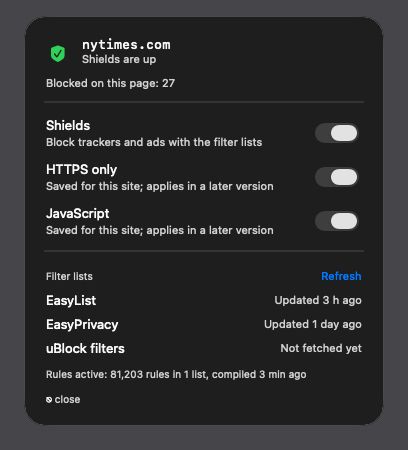 nytimes.com
Shields are up
Blocked on this page: 27
Shields
Block trackers and ads with the filter lists
HTTPS only
Saved for this site; applies in a later version
JavaScript
Saved for this site; applies in a later version
Filter lists Refresh
EasyList Updated 3 h ago
EasyPrivacy Updated 1 day ago
uBlock filters Not fetched yet
Rules active: 81,203 rules in 1 list, compiled 3 min ago
close